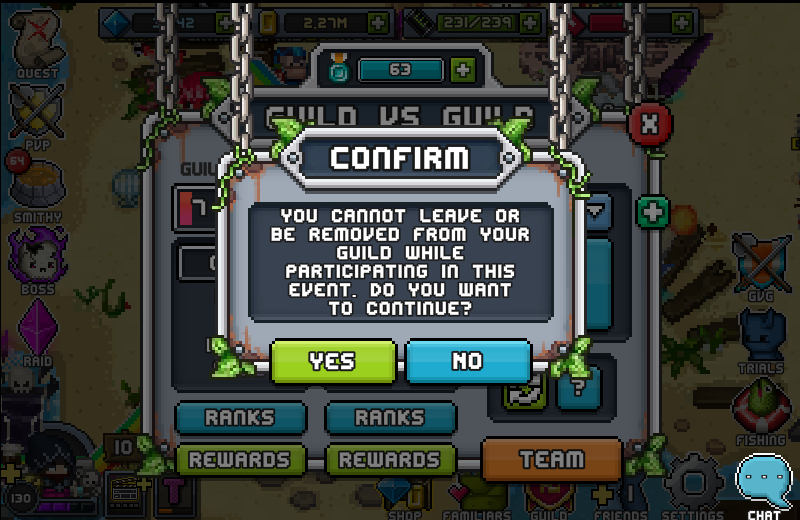 2.27M
231/239
63
QUEST
GUILD VS GUILD
CONFIRM
PVP
64
SMITHY
YOU CANNOT LEAVE OR
BE REMOVED FROM YOUR
GUILD WHILE
PARTICIPATING IN THIS
EVENT. DO YOU WANT
TO CONTINUE?
BOSS
GVG
RAID
YES
NO
TRIALS
?
RANKS
RANKS
FISHING
10
REWARDS
REWARDS
TEAM
130
SHOP
FAMILIARS
GUILD
FRIENDS
SETTINGS
CHAT